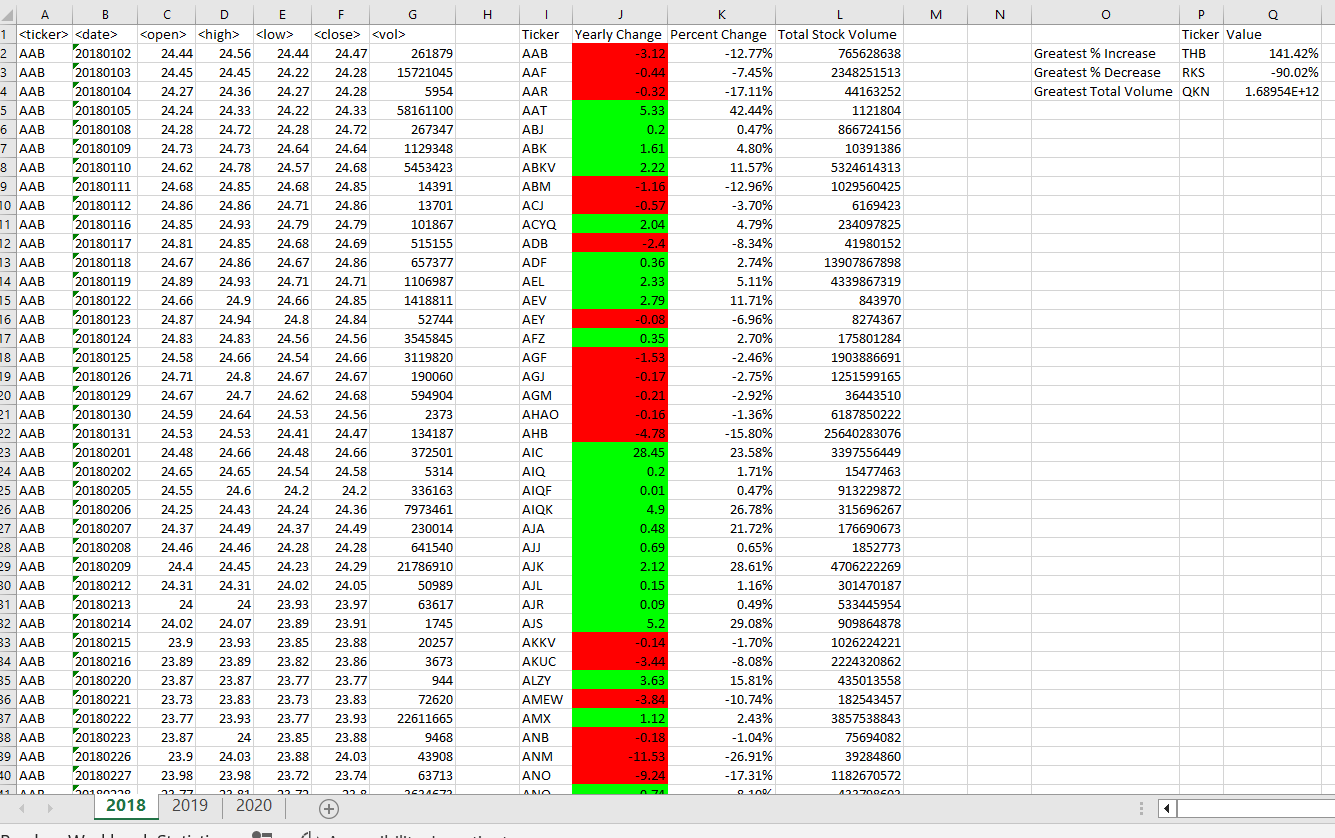 A B C D E F G H I J K L M N O P Q
1 <ticker> <date> <open> <high> <low> <close> <vol> Ticker Yearly Change Percent Change Total Stock Volume Ticker Value
2 AAB 20180102 24.44 24.56 24.44 24.47 261879 AAB -3.12 -12.77% 765628638 Greatest % Increase THB 141.42%
3 AAB 20180103 24.45 24.45 24.22 24.28 15721045 AAF -0.44 -7.45% 2348251513 Greatest % Decrease RKS -90.02%
4 AAB 20180104 24.27 24.36 24.27 24.28 5954 AAR -0.32 -17.11% 44163252 Greatest Total Volume QKN 1.68954E+12
5 AAB 20180105 24.24 24.33 24.22 24.33 58161100 AAT 5.33 42.44% 1121804
6 AAB 20180108 24.28 24.72 24.28 24.72 267347 ABJ 0.2 0.47% 866724156
7 AAB 20180109 24.73 24.73 24.64 24.64 1129348 ABK 1.61 4.80% 10391386
8 AAB 20180110 24.62 24.78 24.57 24.68 5453423 ABKV 2.22 11.57% 5324614313
9 AAB 20180111 24.68 24.85 24.68 24.85 14391 ABM -1.16 -12.96% 1029560425
10 AAB 20180112 24.86 24.86 24.71 24.86 13701 ACJ -0.57 -3.70% 6169423
11 AAB 20180116 24.85 24.93 24.79 24.79 101867 ACYQ 2.04 4.79% 234097825
12 AAB 20180117 24.81 24.85 24.68 24.69 515155 ADB -2.4 -8.34% 41980152
13 AAB 20180118 24.67 24.86 24.67 24.86 657377 ADF 0.36 2.74% 13907867898
14 AAB 20180119 24.89 24.93 24.71 24.71 1106987 AEL 2.33 5.11% 4339867319
15 AAB 20180122 24.66 24.9 24.66 24.85 1418811 AEV 2.79 11.71% 843970
16 AAB 20180123 24.87 24.94 24.8 24.84 52744 AEY -0.08 -6.96% 8274367
17 AAB 20180124 24.83 24.83 24.56 24.56 3545845 AFZ 0.35 2.70% 175801284
18 AAB 20180125 24.58 24.66 24.54 24.66 3119820 AGF -1.53 -2.46% 1903886691
19 AAB 20180126 24.71 24.8 24.67 24.67 190060 AGJ -0.17 -2.75% 1251599165
20 AAB 20180129 24.67 24.7 24.62 24.68 594904 AGM -0.21 -2.92% 36443510
21 AAB 20180130 24.59 24.64 24.53 24.56 2373 AHAO -0.16 -1.36% 6187850222
22 AAB 20180131 24.53 24.53 24.41 24.47 134187 AHB -4.78 -15.80% 25640283076
23 AAB 20180201 24.48 24.66 24.48 24.66 372501 AIC 28.45 23.58% 3397556449
24 AAB 20180202 24.65 24.65 24.54 24.58 5314 AIQ 0.2 1.71% 15477463
25 AAB 20180205 24.55 24.6 24.2 24.2 336163 AIQF 0.01 0.47% 913229872
26 AAB 20180206 24.25 24.43 24.24 24.36 7973461 AIQK 4.9 26.78% 315696267
27 AAB 20180207 24.37 24.49 24.37 24.49 230014 AJA 0.48 21.72% 176690673
28 AAB 20180208 24.46 24.46 24.28 24.28 641540 AJJ 0.69 0.65% 1852773
29 AAB 20180209 24.4 24.45 24.23 24.29 21786910 AJK 2.12 28.61% 4706222269
30 AAB 20180212 24.31 24.31 24.02 24.05 50989 AJL 0.15 1.16% 301470187
31 AAB 20180213 24 24 23.93 23.97 63617 AJR 0.09 0.49% 533445954
32 AAB 20180214 24.02 24.07 23.89 23.91 1745 AJS 5.2 29.08% 909864878
33 AAB 20180215 23.9 23.93 23.85 23.88 20257 AKKV -0.14 -1.70% 1026224221
34 AAB 20180216 23.89 23.89 23.82 23.86 3673 AKUC -3.44 -8.08% 2224320862
35 AAB 20180220 23.87 23.87 23.77 23.77 944 ALZY 3.63 15.81% 435013558
36 AAB 20180221 23.73 23.83 23.73 23.83 72620 AMEW -3.84 -10.74% 182543457
37 AAB 20180222 23.77 23.93 23.77 23.93 22611665 AMX 1.12 2.43% 3857538843
38 AAB 20180223 23.87 24 23.85 23.88 9468 ANB -0.18 -1.04% 75694082
39 AAB 20180226 23.9 24.03 23.88 24.03 43908 ANM -11.53 -26.91% 39284860
40 AAB 20180227 23.98 23.98 23.72 23.74 63713 ANO -9.24 -17.31% 1182670572
2018 2019 2020